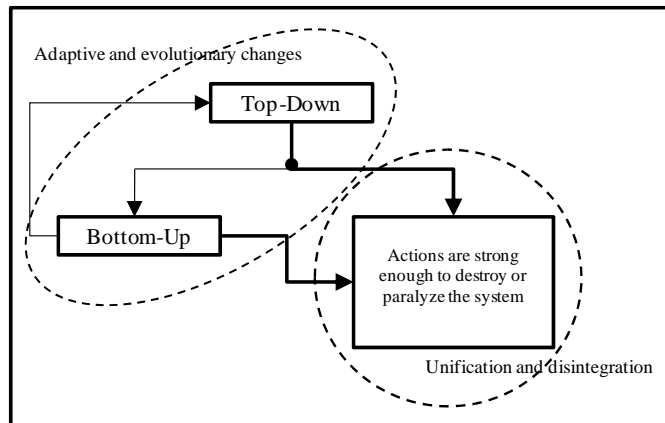 Adaptive and evolutionary changes
Top-Down
Bottom-Up
Actions are strong
enough to destroy or
paralyze the system
Unification and disintegration